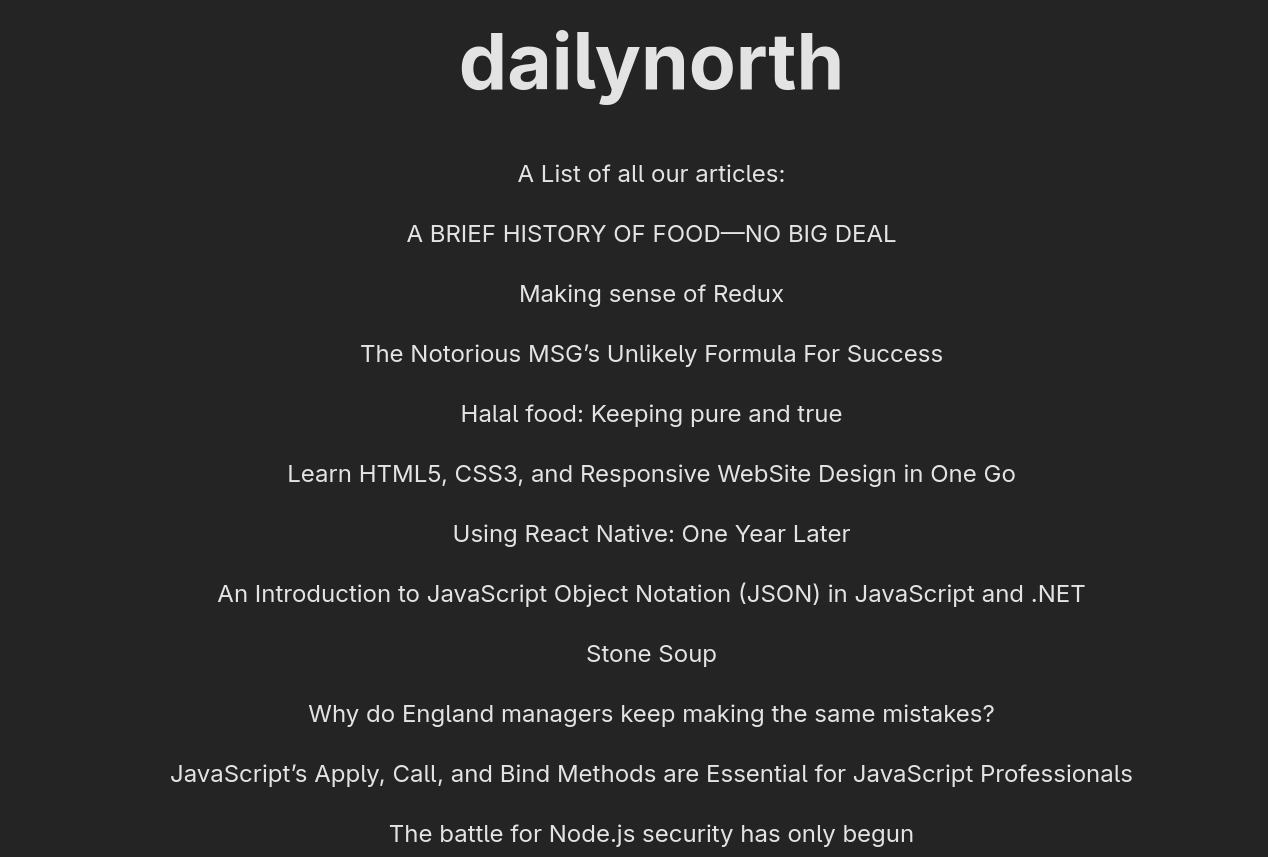 dailynorth
A List of all our articles:
A BRIEF HISTORY OF FOOD—NO BIG DEAL
Making sense of Redux
The Notorious MSG’s Unlikely Formula For Success
Halal food: Keeping pure and true
Learn HTML5, CSS3, and Responsive WebSite Design in One Go
Using React Native: One Year Later
An Introduction to JavaScript Object Notation (JSON) in JavaScript and .NET
Stone Soup
Why do England managers keep making the same mistakes?
JavaScript’s Apply, Call, and Bind Methods are Essential for JavaScript Professionals
The battle for Node.js security has only begun